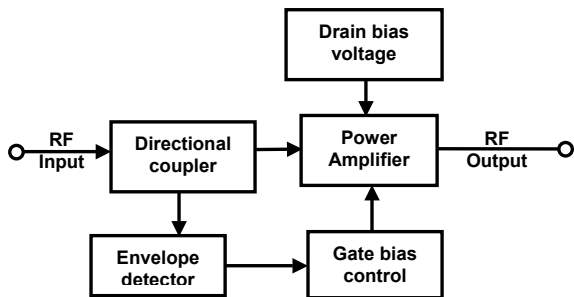 Drain bias
voltage
RF
Input
Directional
coupler
Power
Amplifier
RF
Output
Envelope
detector
Gate bias
control